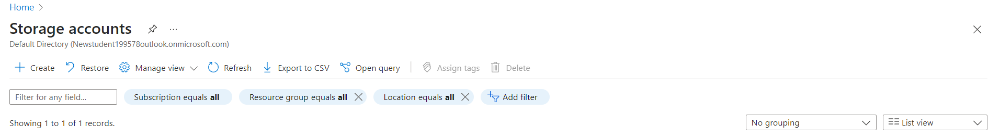 Home
Storage accounts
Default Directory (Newstudent199578outlook.onmicrosoft.com)
Create Restore Manage view Refresh Export to CSV Open query Assign tags Delete
Filter for any field... Subscription equals all Resource group equals all Location equals all Add filter
Showing 1 to 1 of 1 records. No grouping List view